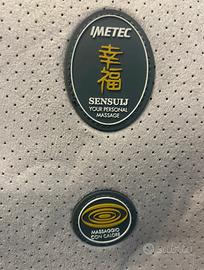 IMETEC
幸
福
SENSUIJ
YOUR PERSONAL
MASSAGE
MASSAGGIO
CON CALORE